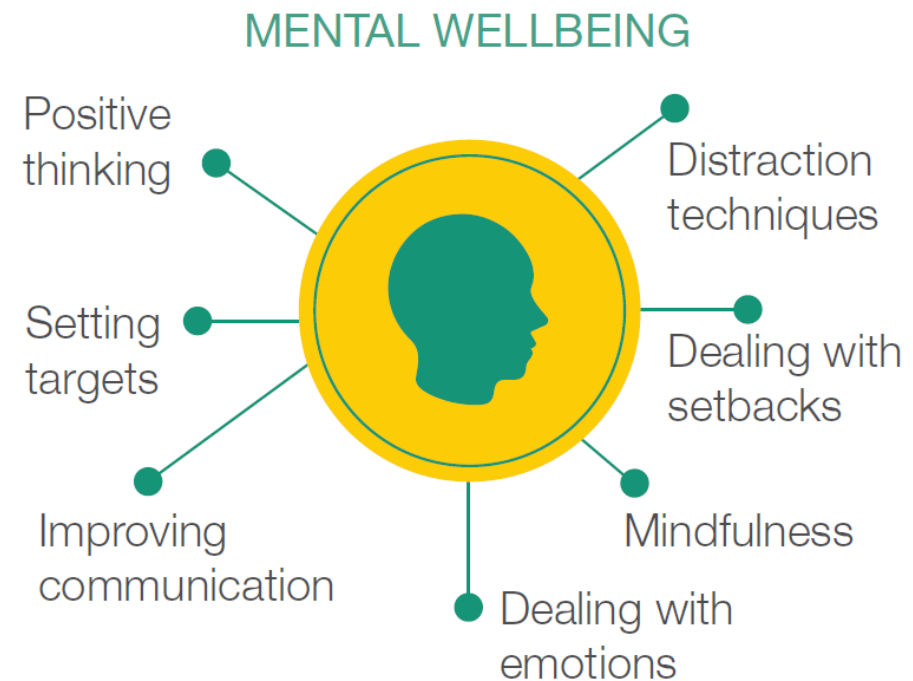 MENTAL WELLBEING
Positive
thinking
Distraction
techniques
Setting
targets
Dealing with
setbacks
Improving
communication
Mindfulness
Dealing with
emotions